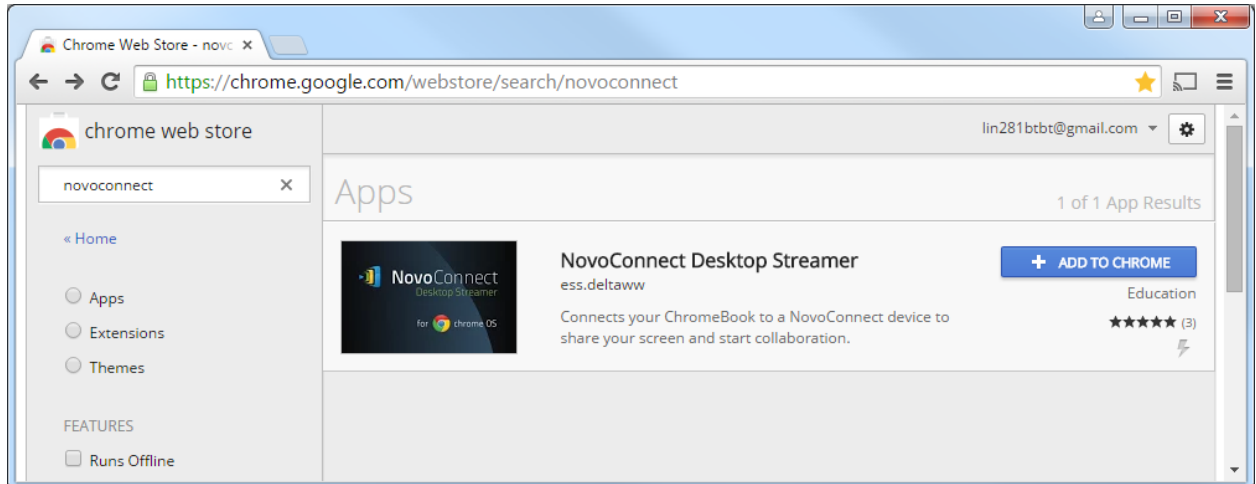 Chrome Web Store - novc
https://chrome.google.com/webstore/search/novoconnect
chrome web store
lin281btbt@gmail.com
novoconnect
Apps
1 of 1 App Results
« Home
Apps
Extensions
Themes
FEATURES
Runs Offline
NovoConnect
Desktop Streamer
for chrome OS
NovoConnect Desktop Streamer
ess.deltaww
Connects your ChromeBook to a NovoConnect device to
share your screen and start collaboration.
+ ADD TO CHROME
Education
★★★★★ (3)